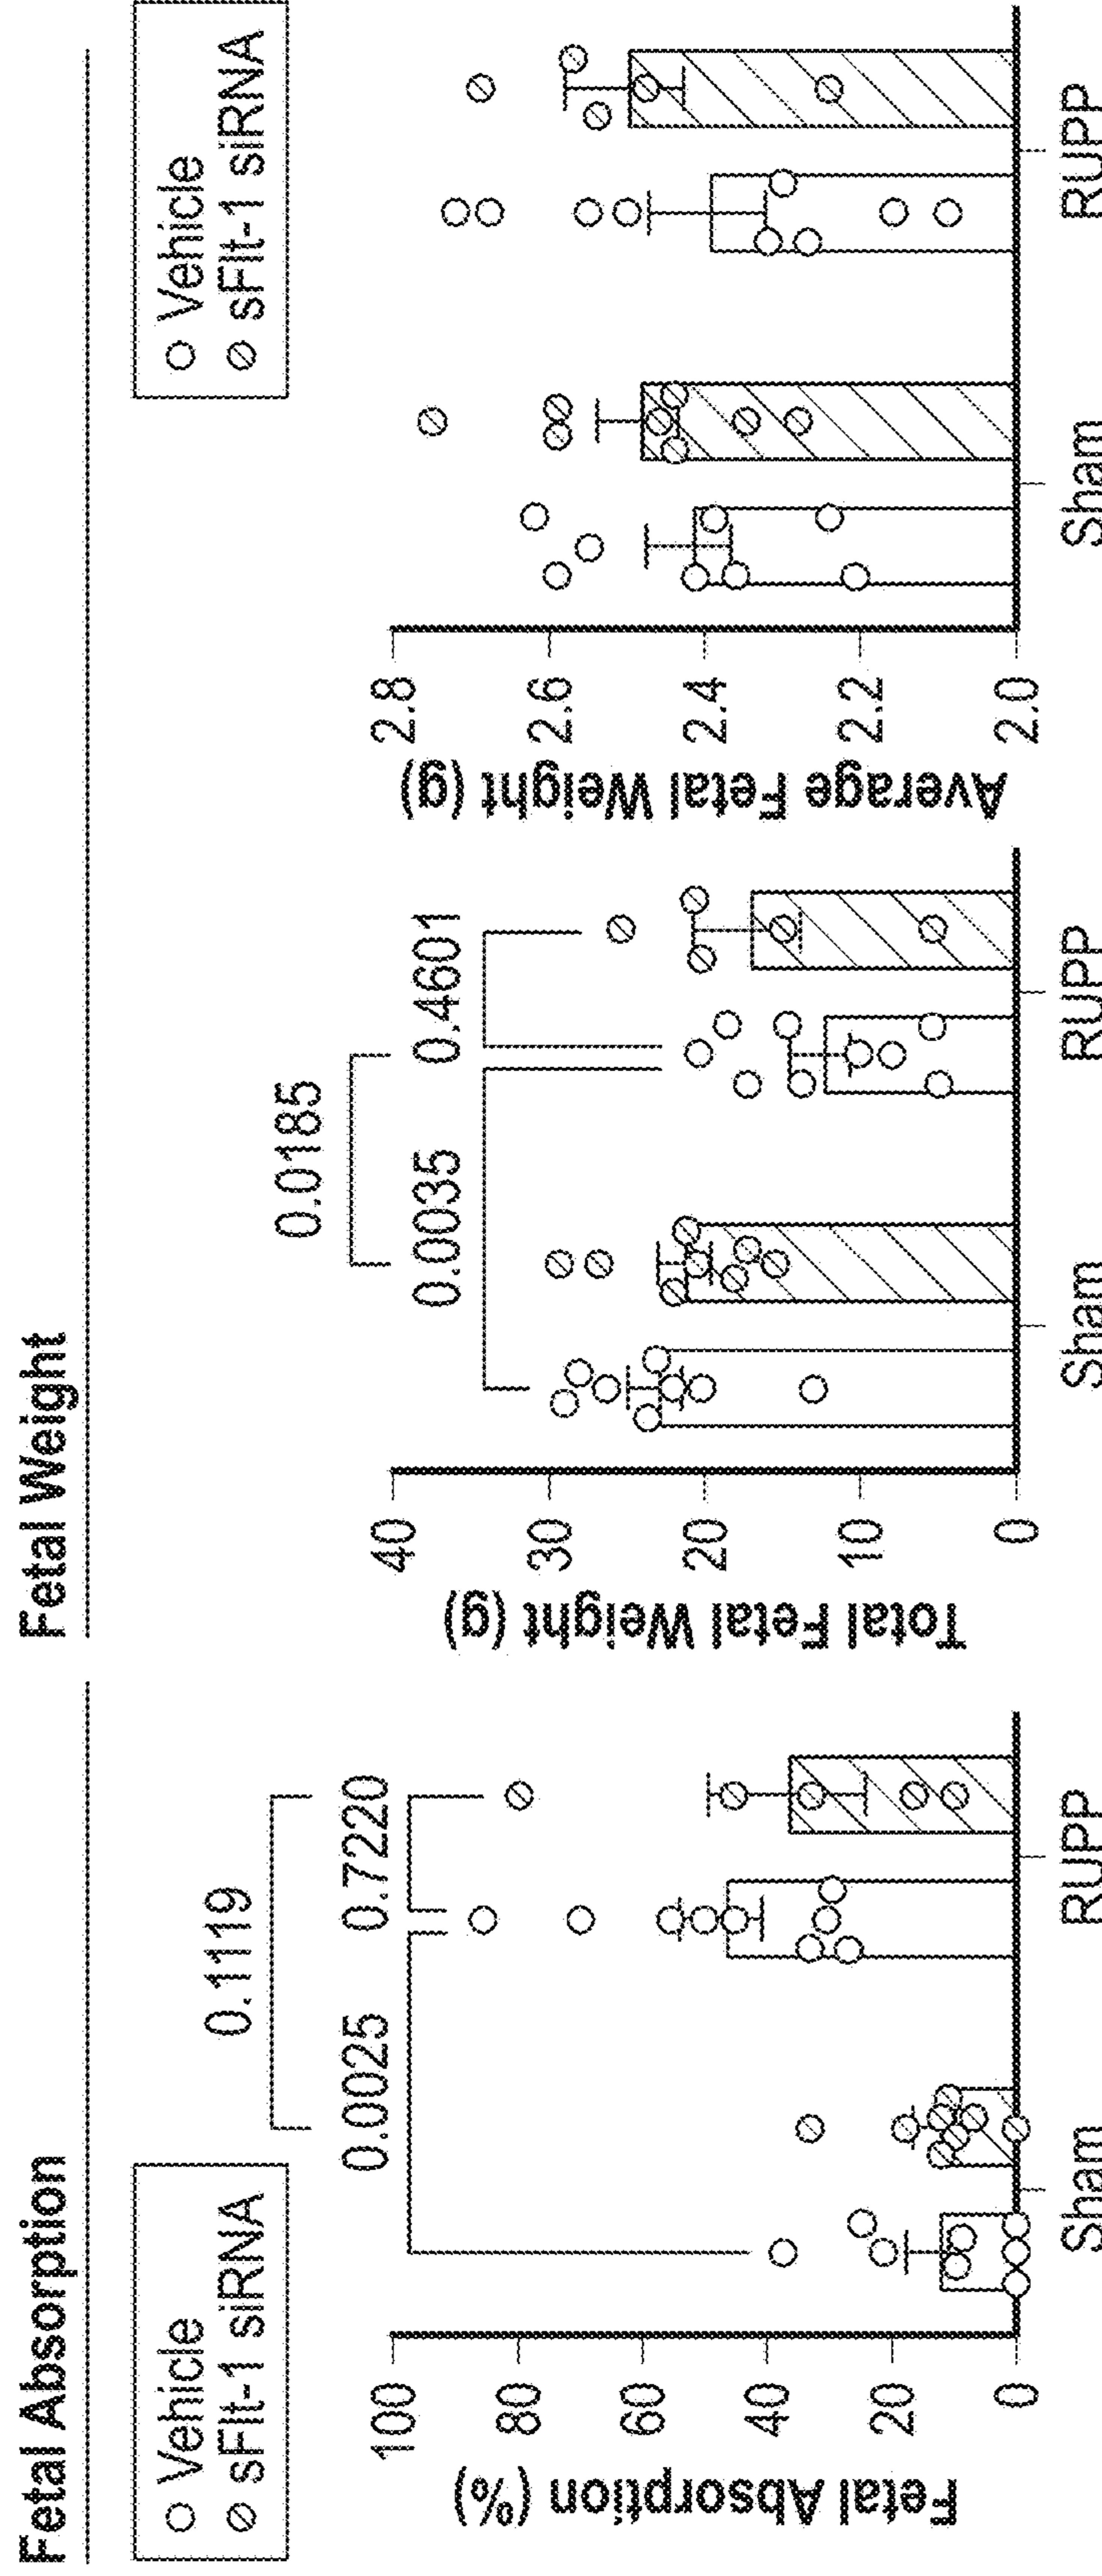 Fetal Absorption
Vehicle
sFlt-1 siRNA
0.1119
0.0025
0.7220
Fetal Absorption (%)
100
80
60
40
20
0
Sham
RUPP
Fetal Weight
0.0185
0.0035
0.4601
Total Fetal Weight (g)
40
30
20
10
0
Sham
RUPP
Vehicle
sFlt-1 siRNA
Average Fetal Weight (g)
2.8
2.6
2.4
2.2
2.0
Sham
RUPP